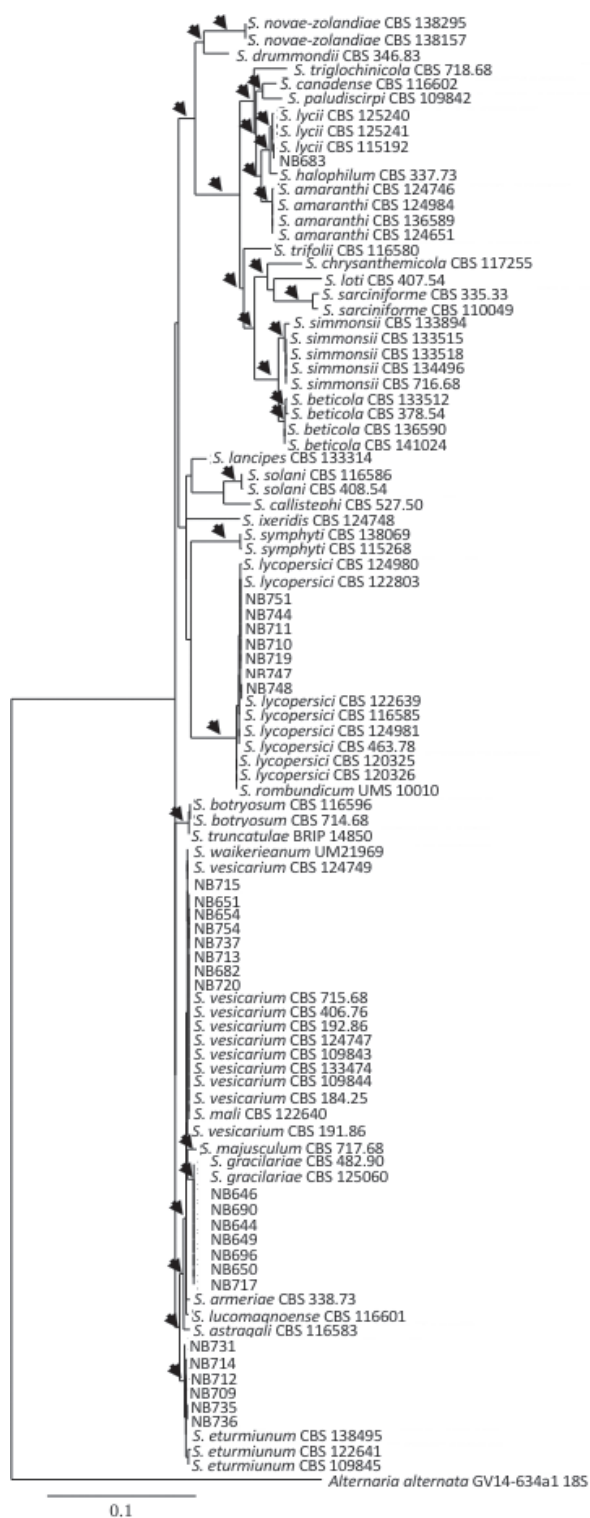 S. novae-zolandiae CBS 138295
S. novae-zolandiae CBS 138157
S. drummondii CBS 346.83
S. triglochinicola CBS 718.68
S. canadense CBS 116602
S. paludiscirpi CBS 109842
S. lycii CBS 125240
S. lycii CBS 125241
S. lycii CBS 115192
NB683
S. halophilum CBS 337.73
S. amaranthi CBS 124746
S. amaranthi CBS 124984
S. amaranthi CBS 136589
S. amaranthi CBS 124651
S. trifolii CBS 116580
S. chrysanthemicola CBS 117255
S. loti CBS 407.54
S. sarciniforme CBS 335.33
S. sarciniforme CBS 110049
S. simmonsii CBS 133894
S. simmonsii CBS 133515
S. simmonsii CBS 133518
S. simmonsii CBS 134496
S. simmonsii CBS 716.68
S. beticola CBS 133512
S. beticola CBS 378.54
S. beticola CBS 136590
S. beticola CBS 141024
S. lancipes CBS 133314
S. solani CBS 116586
S. solani CBS 408.54
S. callistephi CBS 527.50
S. ixeridis CBS 124748
S. symphyti CBS 138069
S. symphyti CBS 115268
S. lycopersici CBS 124980
S. lycopersici CBS 122803
NB751
NB744
NB711
NB710
NB719
NB747
NB748
S. lycopersici CBS 122639
S. lycopersici CBS 116585
S. lycopersici CBS 124981
S. lycopersici CBS 463.78
S. lycopersici CBS 120325
S. lycopersici CBS 120326
S. rombundicum UMS 10010
S. botryosum CBS 116596
S. botryosum CBS 714.68
S. truncatulae BRIP 14850
S. waikerieanum UM21969
S. vesicarium CBS 124749
NB715
NB651
NB654
NB754
NB737
NB713
NB682
NB720
S. vesicarium CBS 715.68
S. vesicarium CBS 406.76
S. vesicarium CBS 192.86
S. vesicarium CBS 124747
S. vesicarium CBS 109843
S. vesicarium CBS 133474
S. vesicarium CBS 109844
S. vesicarium CBS 184.25
S. mali CBS 122640
S. vesicarium CBS 191.86
S. majusculum CBS 717.68
S. gracilariae CBS 482.90
S. gracilariae CBS 125060
NB646
NB690
NB644
NB649
NB696
NB650
NB717
S. armeriae CBS 338.73
S. lucomagnoense CBS 116601
S. astragali CBS 116583
NB731
NB714
NB712
NB709
NB735
NB736
S. eturmiunum CBS 138495
S. eturmiunum CBS 122641
S. eturmiunum CBS 109845
Alternaria alternata GV14-634a1 18S
0.1